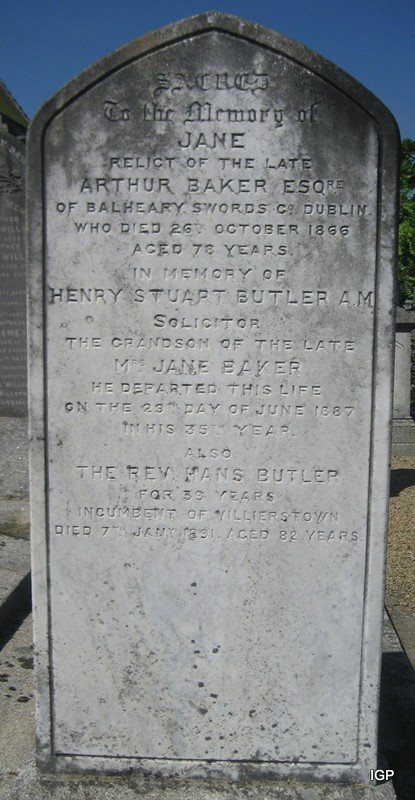 SACRED
To the Memory of
JANE
RELICT OF THE LATE
ARTHUR BAKER ESQRE
OF BALHEARY, SWORDS CO. DUBLIN.
WHO DIED 26TH OCTOBER 1866
AGED 78 YEARS.
IN MEMORY OF
HENRY STUART BUTLER A.M.
SOLICITOR
THE GRANDSON OF THE LATE
MRS JANE BAKER
HE DEPARTED THIS LIFE
ON THE 29TH DAY OF JUNE 1887
IN HIS 35TH YEAR.
ALSO
THE REV. HANS BUTLER
FOR 39 YEARS
INCUMBENT OF VILLIERSTOWN
DIED 7TH JANY 1891. AGED 82 YEARS.
IGP